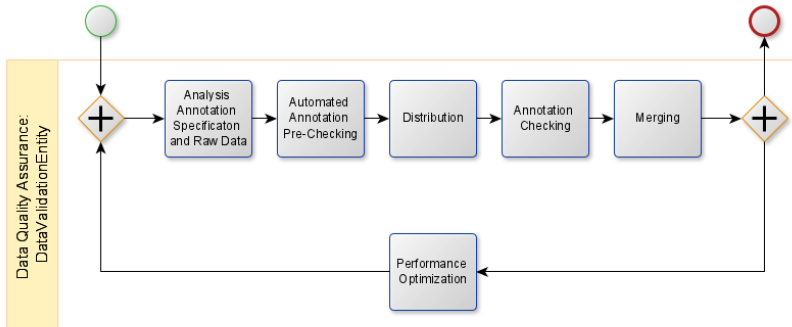 Data Quality Assurance:
DataValidationEntity
Analysis
Annotation
Specificaton
and Raw Data
Automated
Annotation
Pre-Checking
Distribution
Annotation
Checking
Merging
Performance
Optimization